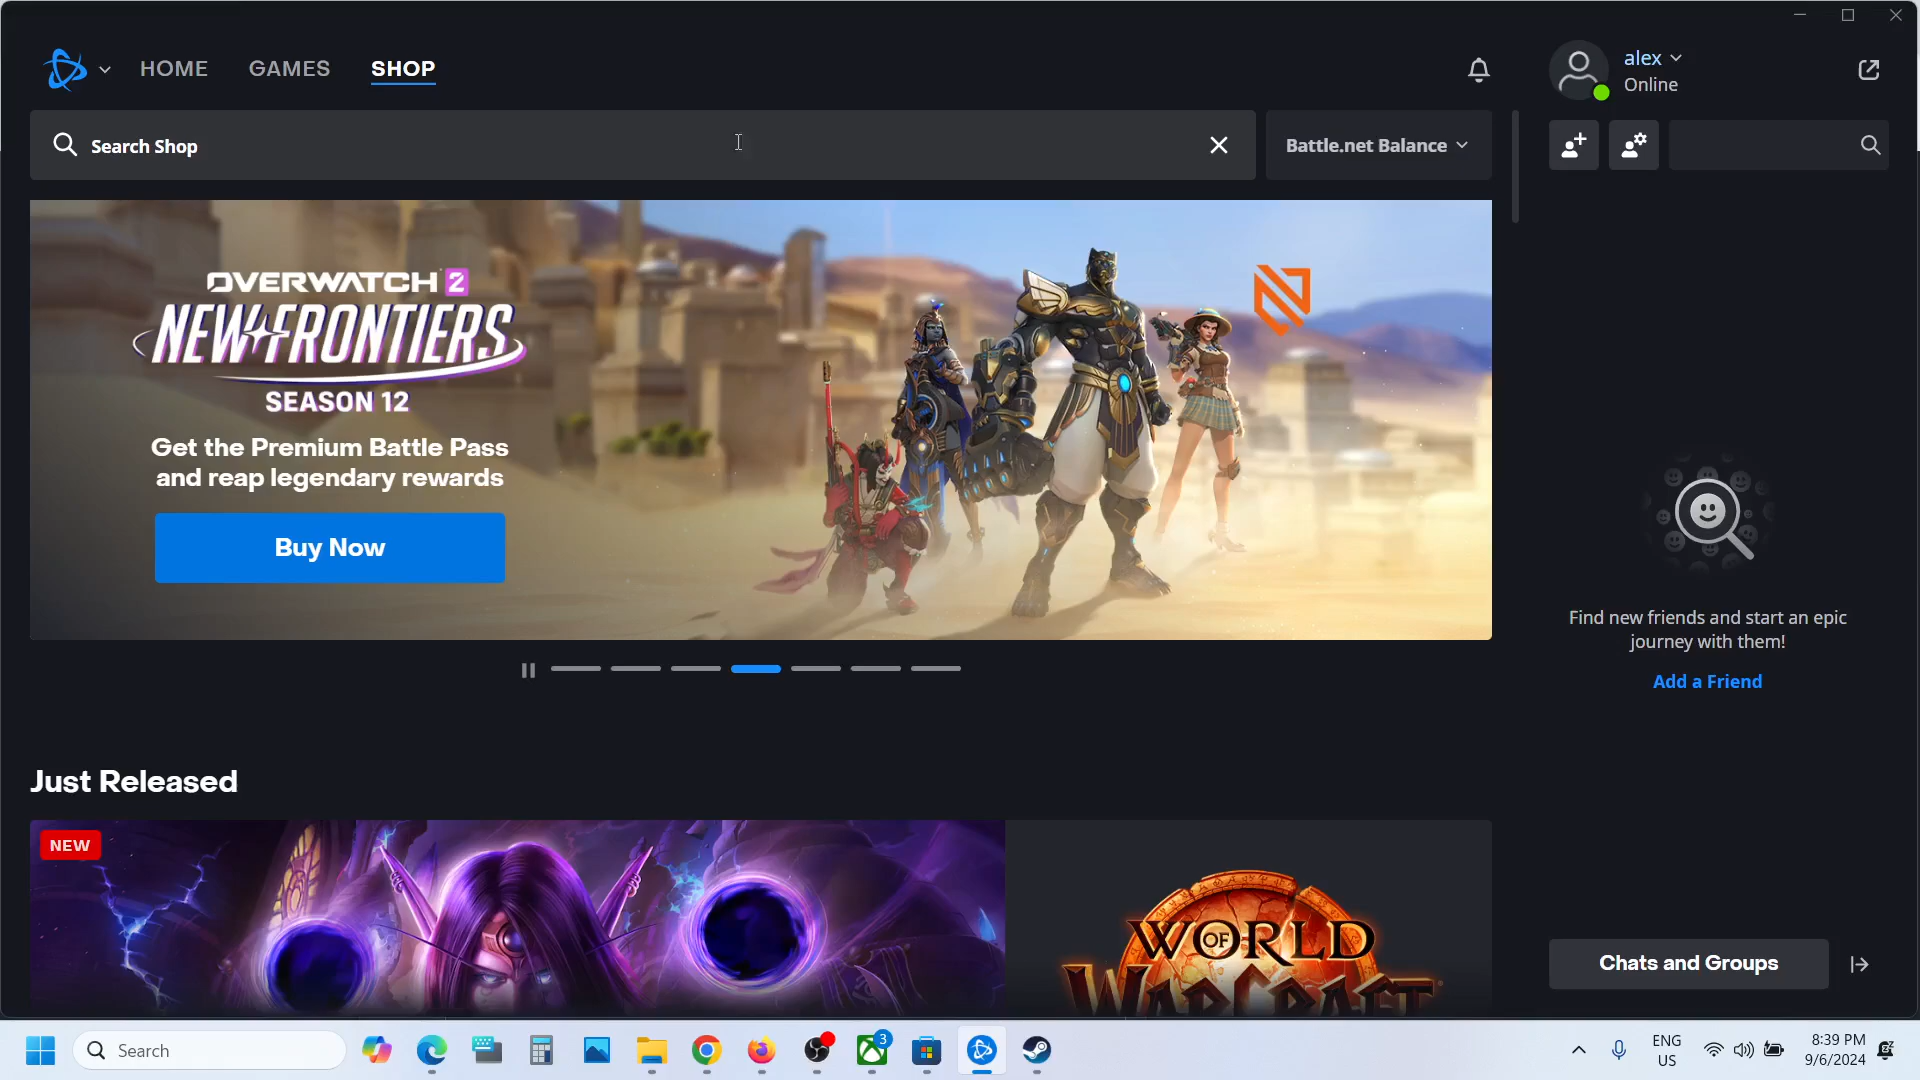 HOME
GAMES
SHOP
alex
Online
Search Shop
Battle.net Balance
OVERWATCH 2
NEW FRONTIERS
SEASON 12
Get the Premium Battle Pass
and reap legendary rewards
Buy Now
Find new friends and start an epic
journey with them!
Add a Friend
Just Released
NEW
WORLD
OF
WARCRAFT
Chats and Groups
Search
3
ENG
US
8:39 PM
9/6/2024